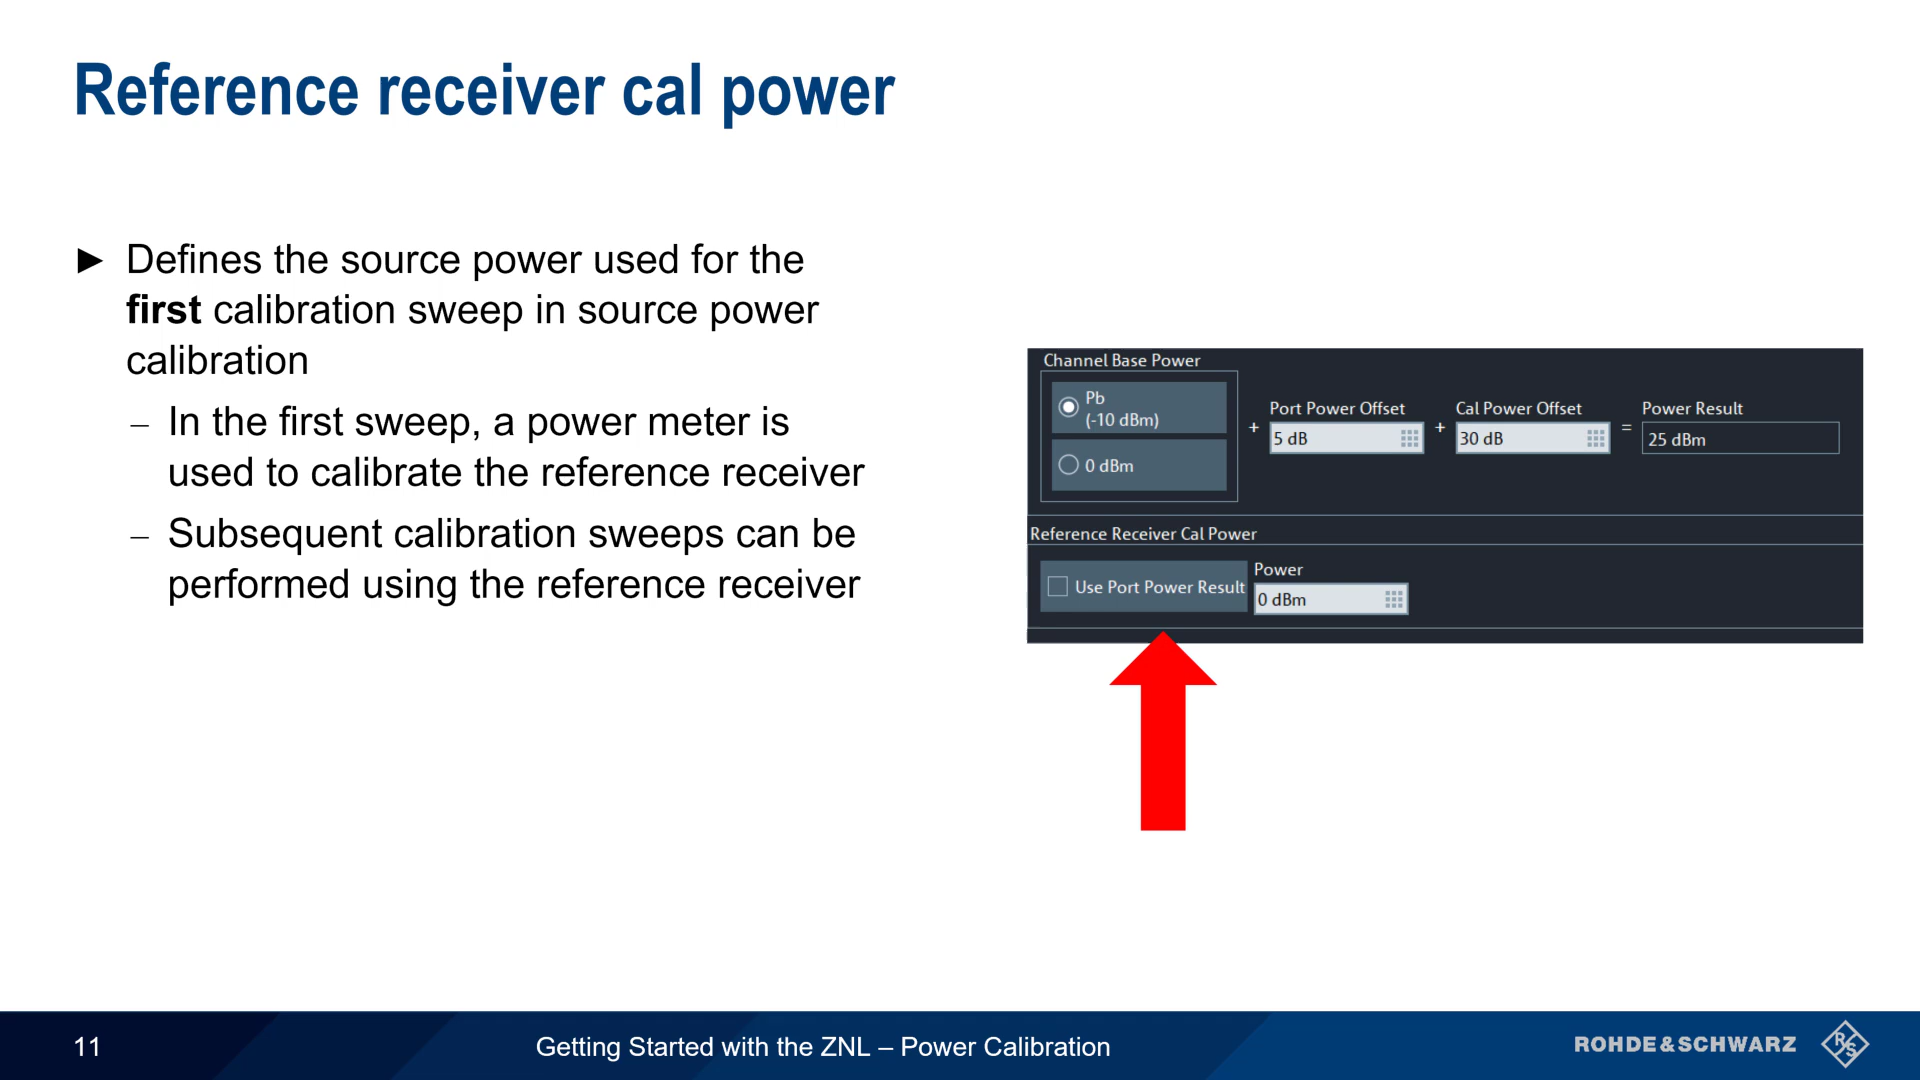 Reference receiver cal power
► Defines the source power used for the
first calibration sweep in source power
calibration
– In the first sweep, a power meter is
used to calibrate the reference receiver
– Subsequent calibration sweeps can be
performed using the reference receiver
Channel Base Power
Pb
(-10 dBm)
0 dBm
+
Port Power Offset
5 dB
+
Cal Power Offset
30 dB
=
Power Result
25 dBm
Reference Receiver Cal Power
Use Port Power Result
Power
0 dBm
11
Getting Started with the ZNL – Power Calibration
ROHDE&SCHWARZ
R&S